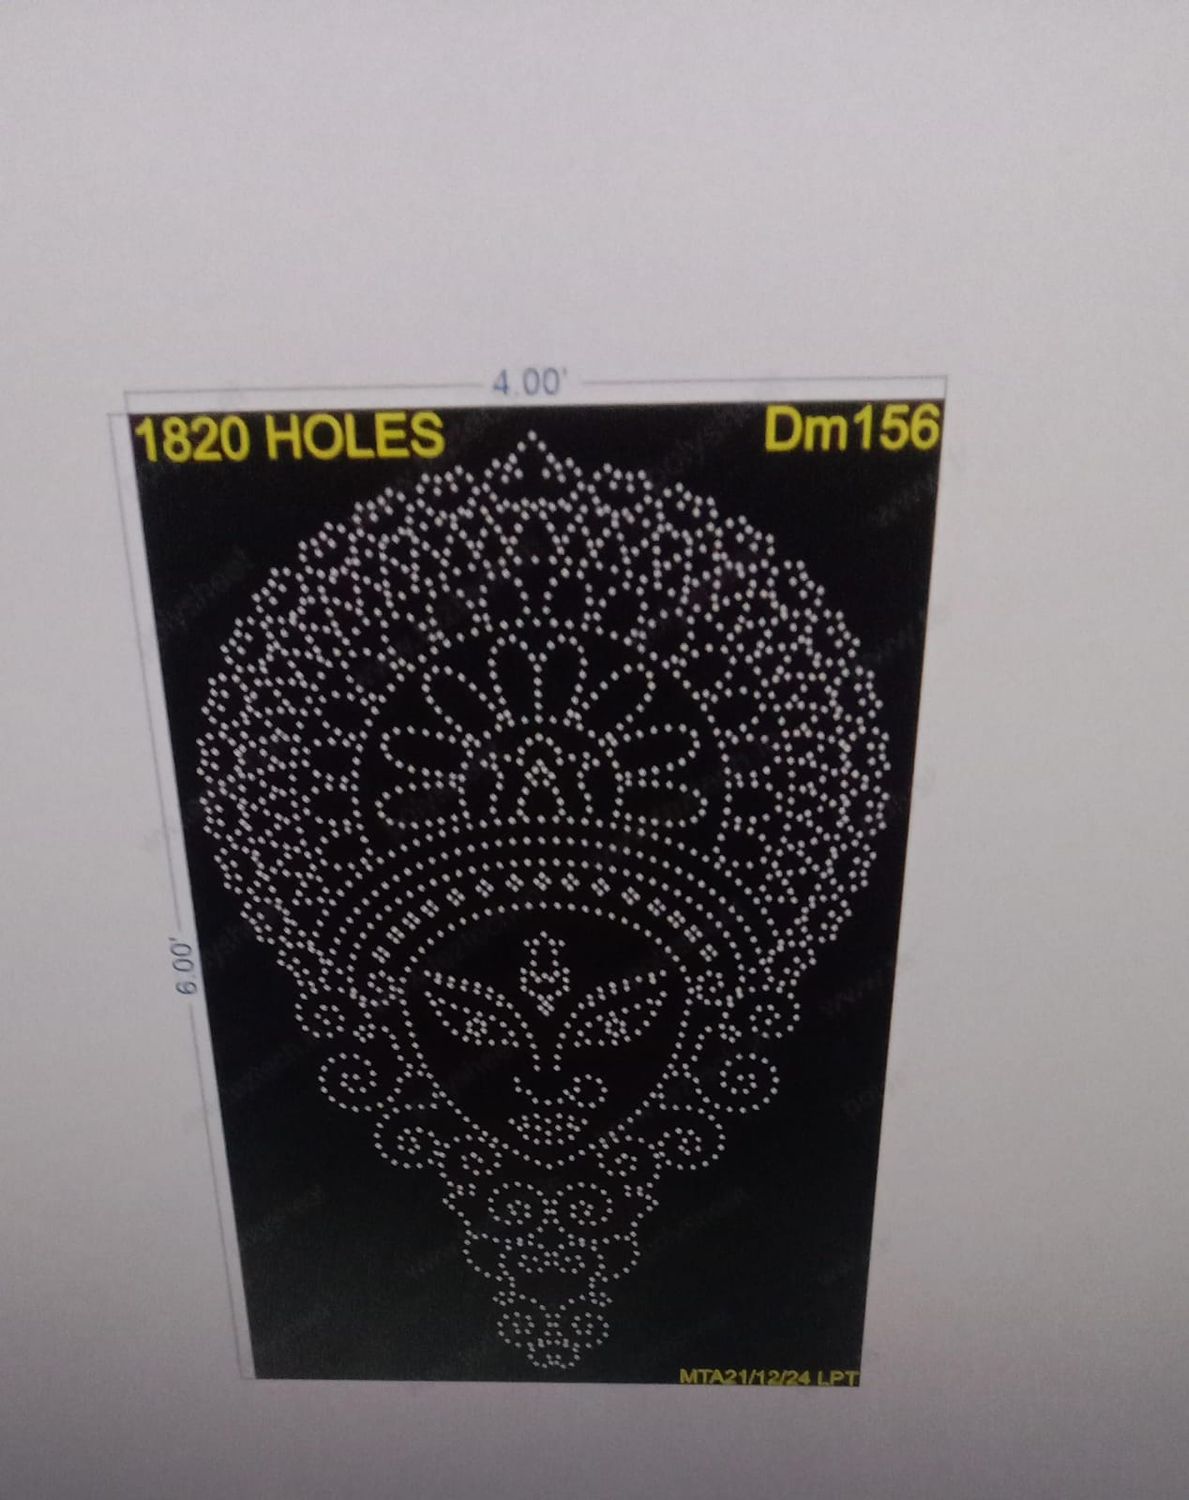 4.00'
1820 HOLES
Dm156
6.00'
MTA21/12/24 LPT